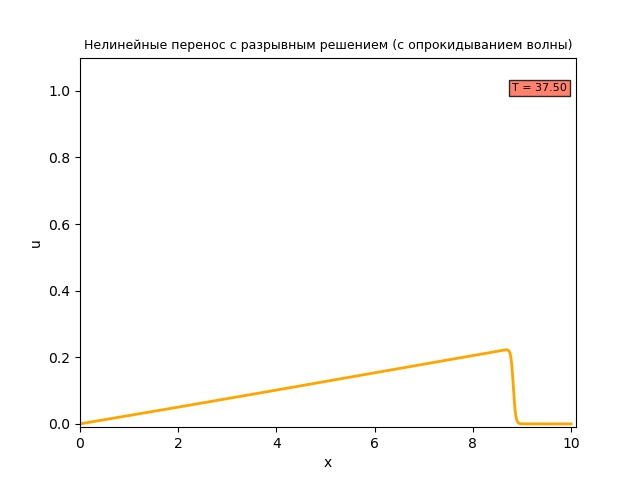 Нелинейные перенос с разрывным решением (с опрокидыванием волны)
T = 37.50
1.0
0.8
0.6
0.4
0.2
0.0
u
0 2 4 6 8 10
x